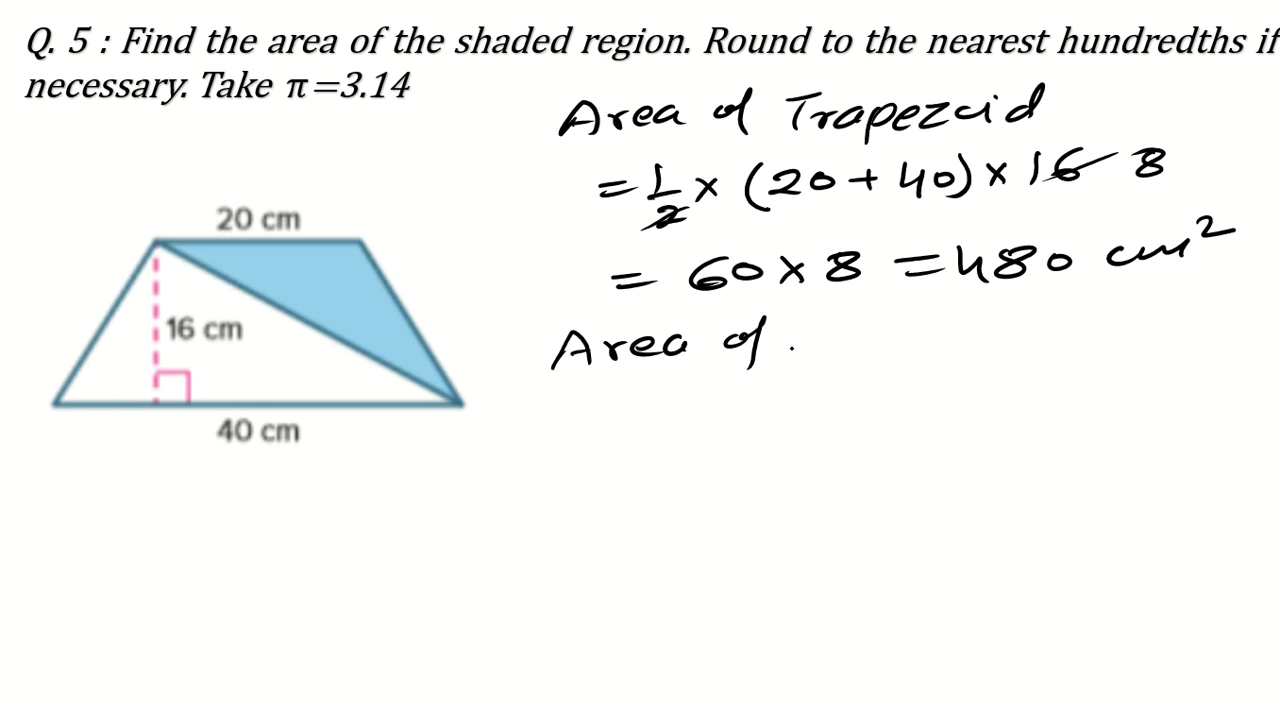 Q. 5 : Find the area of the shaded region. Round to the nearest hundredths if
necessary. Take π=3.14
Area of Trapezoid
= 1/2 × (20 + 40) × 16 8
= 60 × 8 = 480 cm²
Area of .
20 cm
16 cm
40 cm